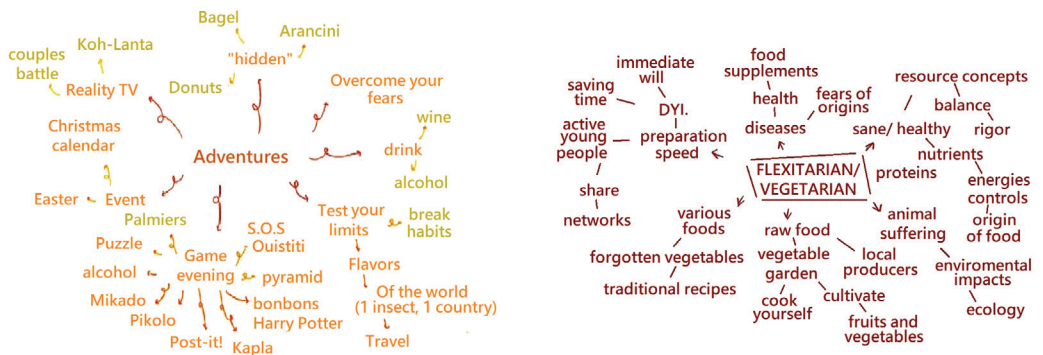 Bagel
Arancini
"hidden"
Donuts
Koh-Lanta
couples
battle
Reality TV
Overcome your
fears
wine
drink
alcohol
Christmas
calendar
Adventures
Easter
Event
Palmiers
Test your
limits
break
habits
S.O.S
Ouistiti
Puzzle
Game
evening
alcohol
pyramid
Flavors
Mikado
Pikolo
bonbons
Harry Potter
Of the world
(1 insect, 1 country)
Post-it!
Kapla
Travel
immediate
will
saving
time
DYI.
active
young
people
preparation
speed
share
networks
food
supplements
health
fears of
origins
diseases
resource concepts
balance
rigor
sane/ healthy
nutrients
proteins
energies
controls
origin
of food
FLEXITARIAN/
VEGETARIAN
various
foods
forgotten vegetables
traditional recipes
raw food
vegetable
garden
cook
yourself
local
producers
cultivate
fruits and
vegetables
animal
suffering
enviromental
impacts
ecology